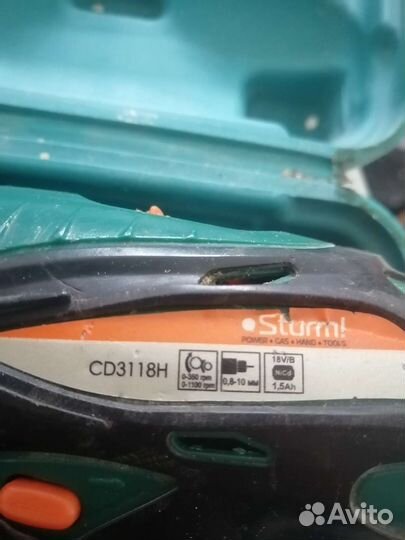 Sturm!
POWER • GAS • HAND • TOOLS
CD3118H
0-350 rpm
0-1100 rpm
0,8-10 мм
18V/В
NiCd
1,5Ah
Avito